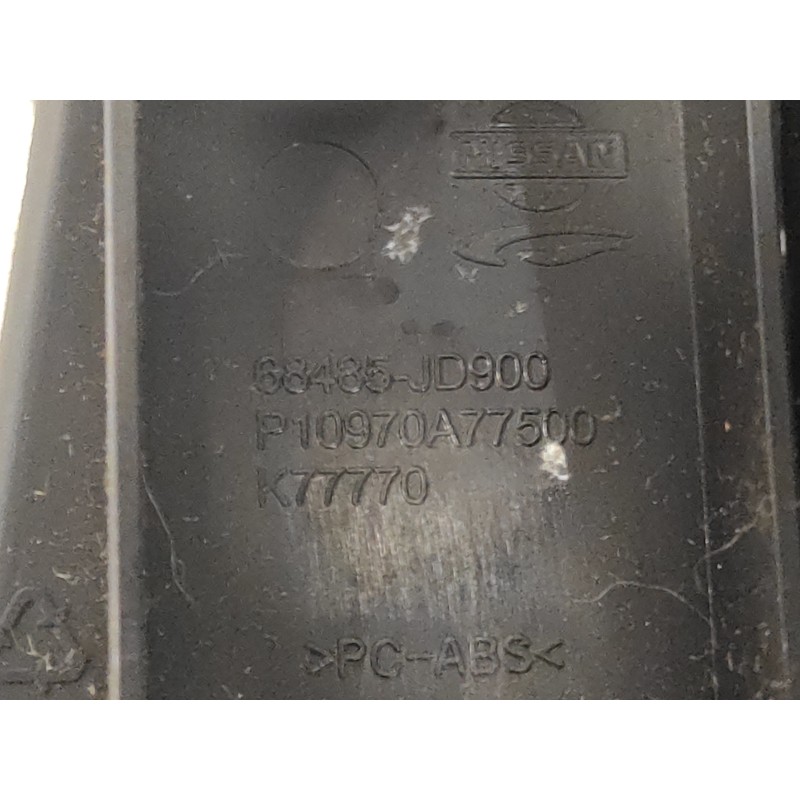 NISSAN
68485-JD900
P10970A77500
K77770
>PC-ABS<